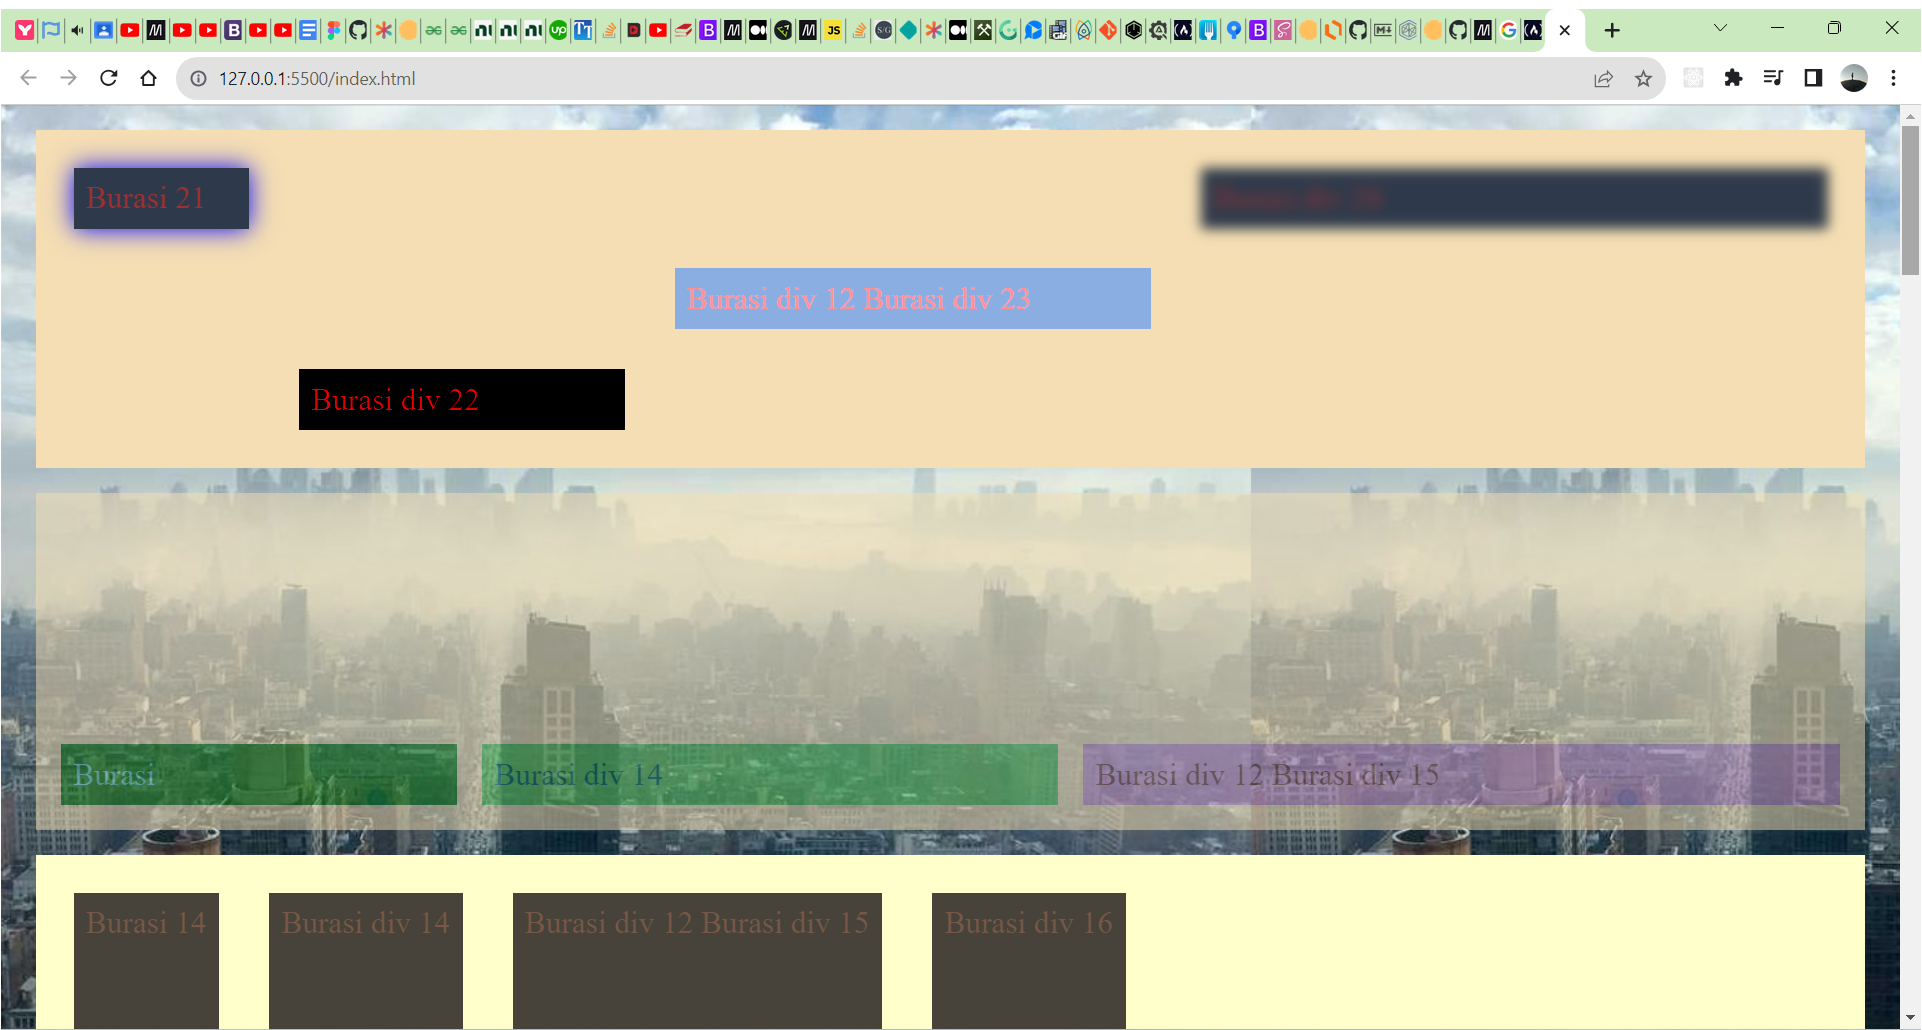 127.0.0.1:5500/index.html
Burasi 21
Burasi div 12 Burasi div 23
Burasi div 22
Burasi
Burasi div 14
Burasi div 12 Burasi div 15
Burasi 14
Burasi div 14
Burasi div 12 Burasi div 15
Burasi div 16